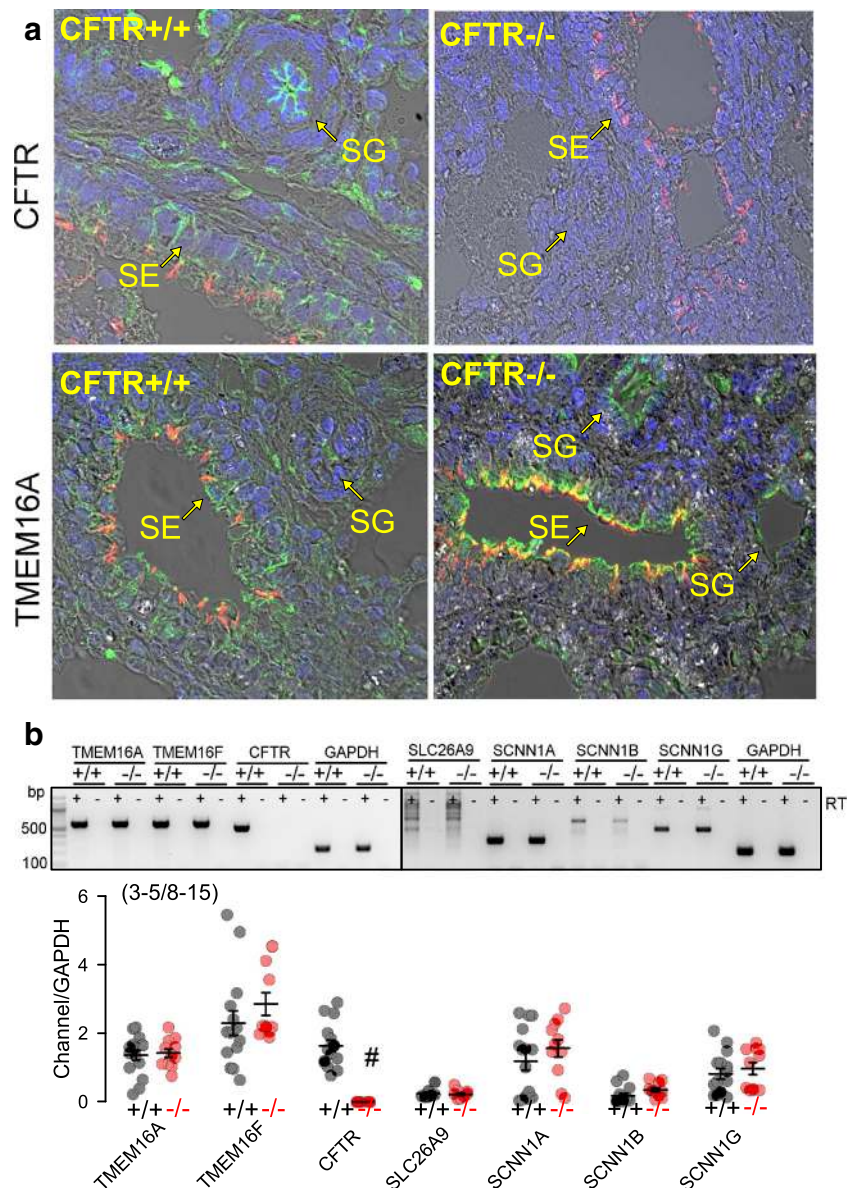 a
CFTR+/+
CFTR-/-
CFTR
SG
SE
SE
SG
CFTR+/+
CFTR-/-
TMEM16A
SE
SG
SG
SE
SG
b
TMEM16A TMEM16F CFTR GAPDH SLC26A9 SCNN1A SCNN1B SCNN1G GAPDH
+/+ -/- +/+ -/- +/+ -/- +/+ -/- +/+ -/- +/+ -/- +/+ -/- +/+ -/- +/+ -/-
bp + - + - + - + - + - + - + - + - + - + - + - + - + - + - + - + - + - + - RT
500
100
(3-5/8-15)
Channel/GAPDH
6
4
2
0
#
+/+ -/- +/+ -/- +/+ -/- +/+ -/- +/+ -/- +/+ -/- +/+ -/-
TMEM16A TMEM16F CFTR SLC26A9 SCNN1A SCNN1B SCNN1G